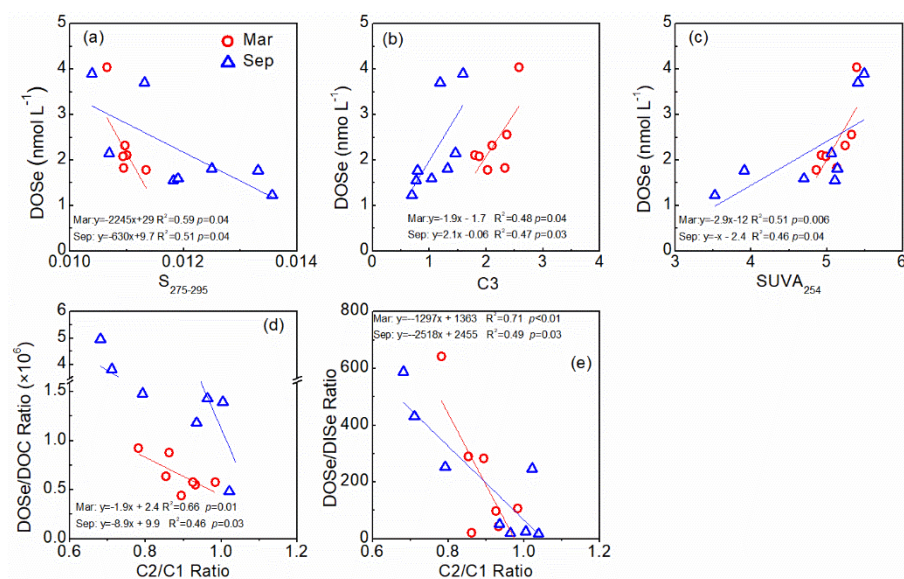 (a)
Mar
Sep
DOSe (nmol L⁻¹)
5
4
3
2
1
0
Mar:y=-2245x+29 R²=0.59 p=0.04
Sep: y=-630x+9.7 R²=0.51 p=0.04
0.010 0.012 0.014
S₂₇₅₋₂₉₅
(b)
DOSe (nmol L⁻¹)
5
4
3
2
1
0
Mar:y=-1.9x - 1.7 R²=0.48 p=0.04
Sep: y=2.1x -0.06 R²=0.47 p=0.03
0 1 2 3 4
C3
(c)
DOSe (nmol L⁻¹)
5
4
3
2
1
0
Mar:y=-2.9x-12 R²=0.51 p=0.006
Sep: y=-x - 2.4 R²=0.46 p=0.04
3 4 5 6
SUVA₂₅₄
(d)
DOSe/DOC Ratio (×10⁶)
6
5
4
1.5
1.0
0.5
0.0
Mar: y=-1.9x + 2.4 R²=0.66 p=0.01
Sep: y=-8.9x + 9.9 R²=0.46 p=0.03
0.6 0.8 1.0 1.2
C2/C1 Ratio
Mar: y=--1297x + 1363 R²=0.71 p<0.01
Sep: y=--2518x + 2455 R²=0.49 p=0.03
(e)
DOSe/DISe Ratio
800
600
400
200
0
0.6 0.8 1.0 1.2
C2/C1 Ratio